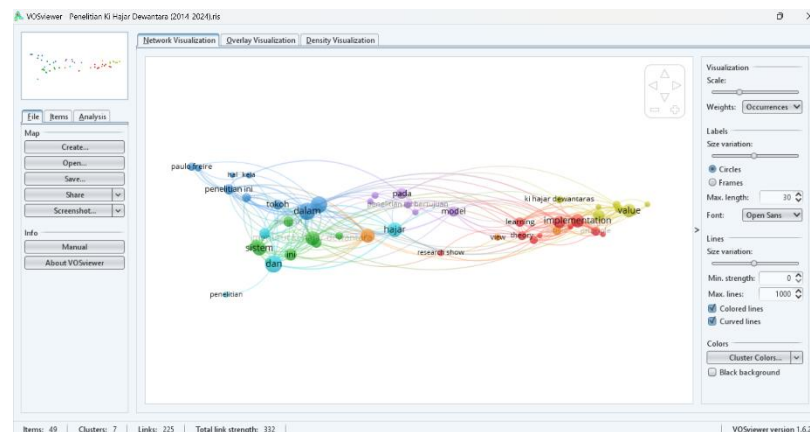 VOSviewer Penelitian Ki Hajar Dewantara (2014-2024).ris
Network Visualization Overlay Visualization Density Visualization
File Items Analysis
Map
Create...
Open...
Save...
Share
Screenshot...
Info
Manual
About VOSviewer
paulo freire
hal keja
penelitian ini
tokoh
dalam
pada
penelitian bertujuan
model
hajar
sistem
ini
dan
penelitian
ki hajar dewantaras
value
learning
implementation
view
theory
research show
Visualization
Scale:
Weights: Occurrences
Labels
Size variation:
Circles
Frames
Max. length: 30
Font: Open Sans
Lines
Size variation:
Min. strength: 0
Max. lines: 1000
Colored lines
Curved lines
Colors
Cluster Colors...
Black background
Items: 49 Clusters: 7 Links: 225 Total link strength: 332
VOSviewer version 1.6.